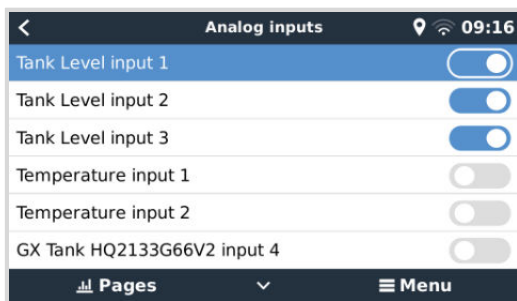 Analog inputs 09:16
Tank Level input 1
Tank Level input 2
Tank Level input 3
Temperature input 1
Temperature input 2
GX Tank HQ2133G66V2 input 4
Pages Menu